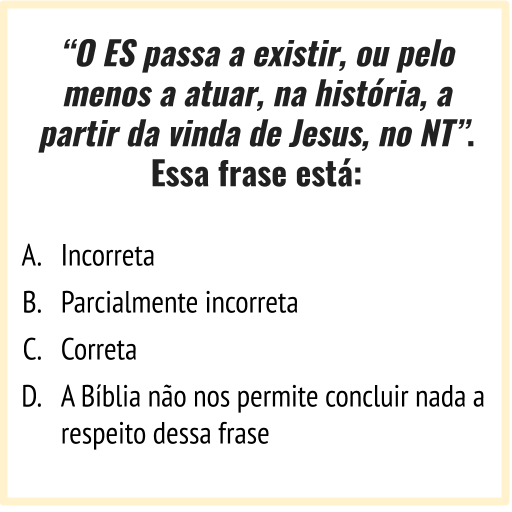 “O ES passa a existir, ou pelo
menos a atuar, na história, a
partir da vinda de Jesus, no NT”.
Essa frase está:
A. Incorreta
B. Parcialmente incorreta
C. Correta
D. A Bíblia não nos permite concluir nada a
respeito dessa frase